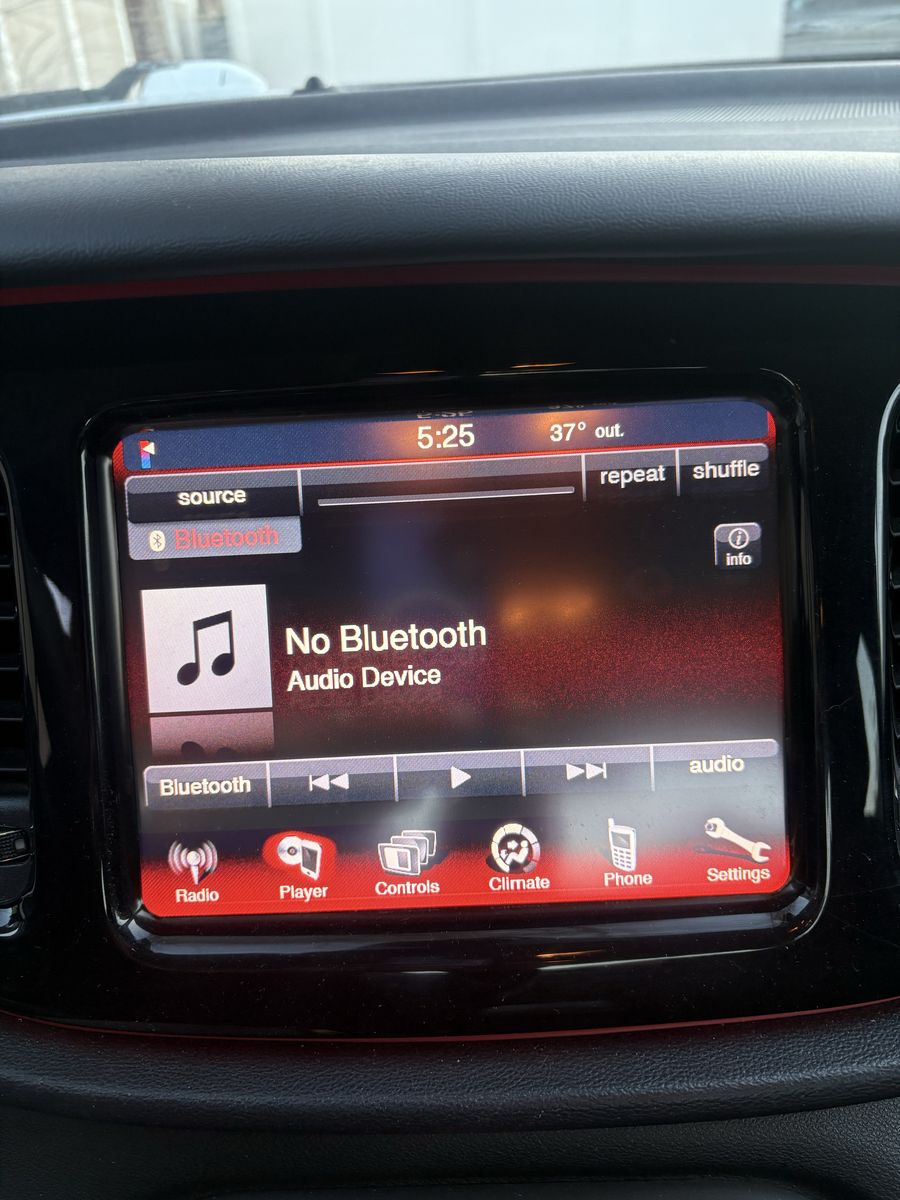 5:25
37° out.
source
repeat
shuffle
Bluetooth
info
No Bluetooth
Audio Device
Bluetooth
audio
Radio
Player
Controls
Climate
Phone
Settings